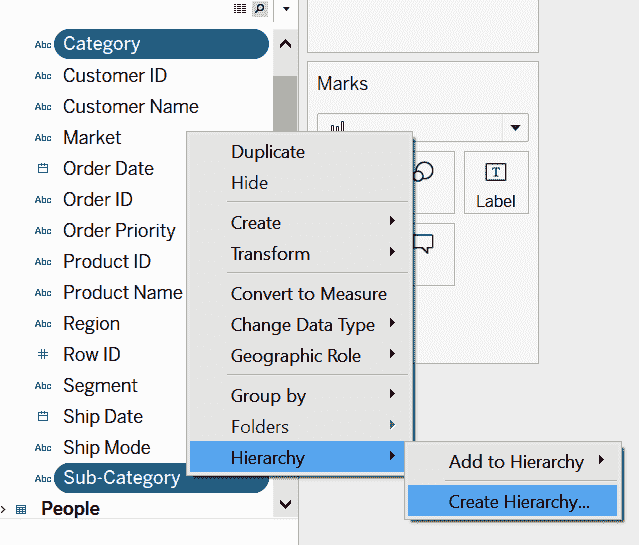 Abc Category
Abc Customer ID
Abc Customer Name
Abc Market
Order Date
Abc Order ID
Abc Order Priority
Abc Product ID
Abc Product Name
Abc Region
# Row ID
Abc Segment
Ship Date
Abc Ship Mode
Abc Sub-Category
People
Marks
T
Label
Duplicate
Hide
Create
Transform
Convert to Measure
Change Data Type
Geographic Role
Group by
Folders
Hierarchy
Add to Hierarchy
Create Hierarchy...